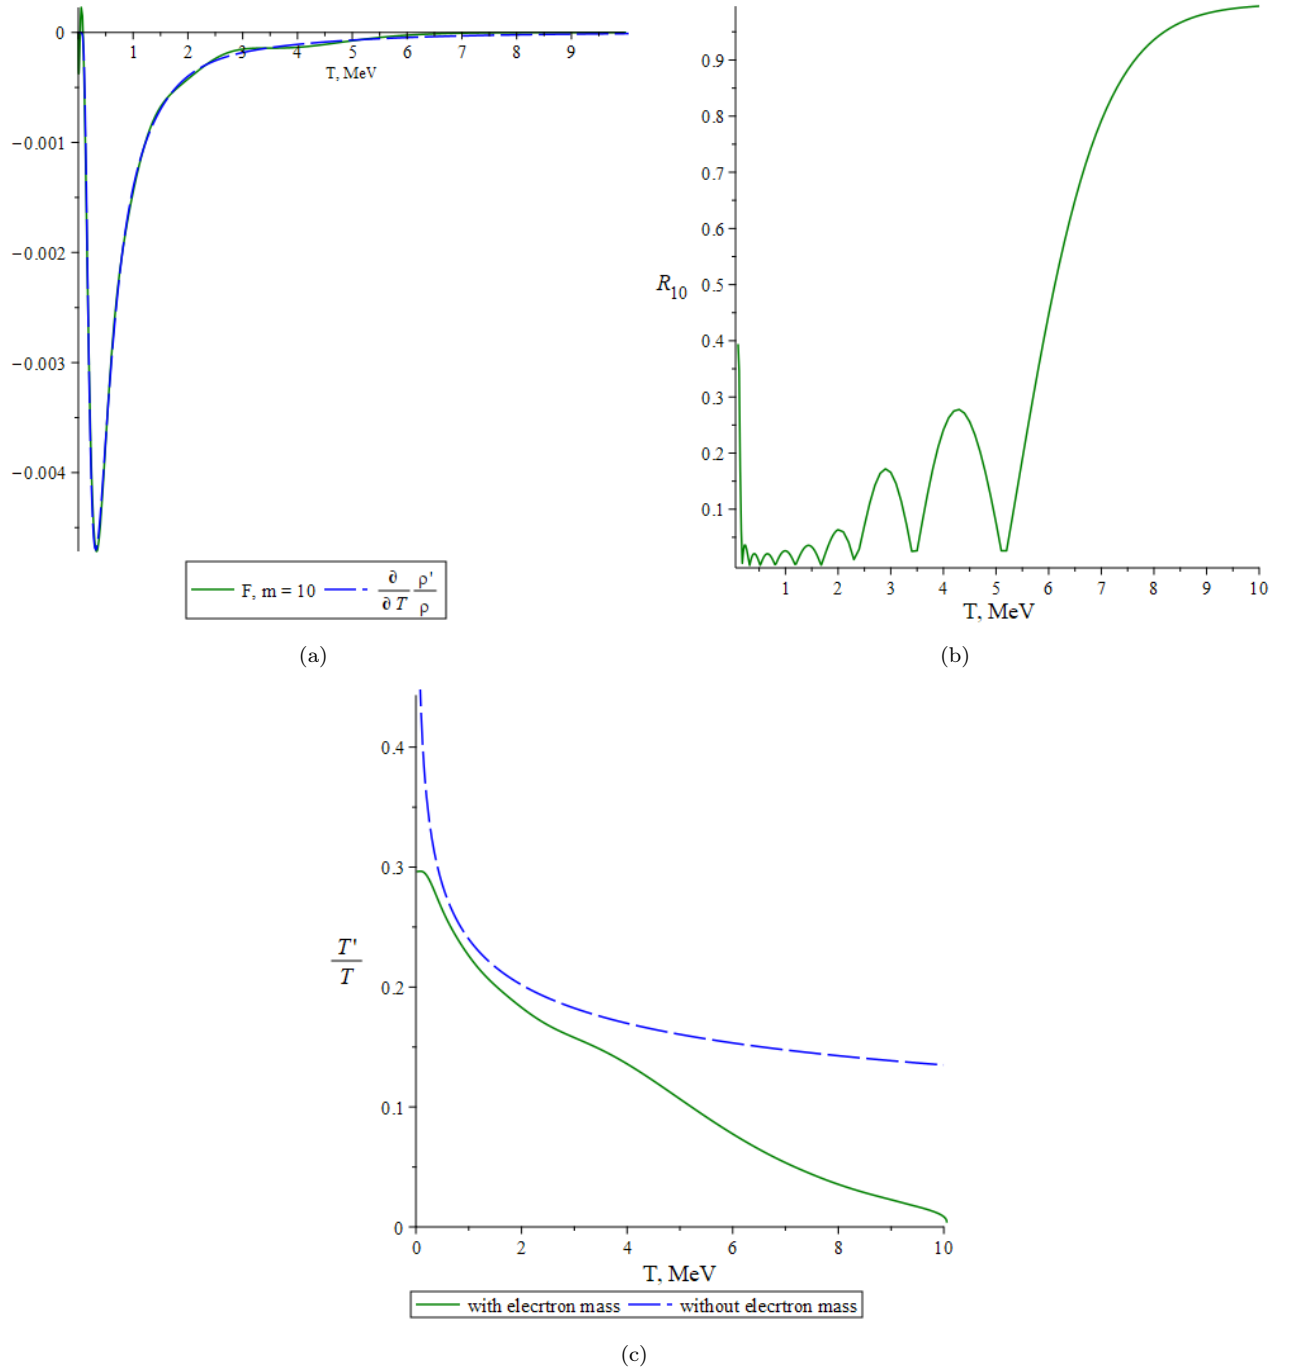 0
1 2 3 4 5 6 7 8 9
T, MeV
−0.001
−0.002
−0.003
−0.004
F, m = 10 ∂/∂T ρ'/ρ
(a)
0.9
0.8
0.7
0.6
R₁₀ 0.5
0.4
0.3
0.2
0.1
1 2 3 4 5 6 7 8 9 10
T, MeV
(b)
0.4
0.3
T'/T
0.2
0.1
0
0 2 4 6 8 10
T, MeV
with elecrtron mass without elecrtron mass
(c)